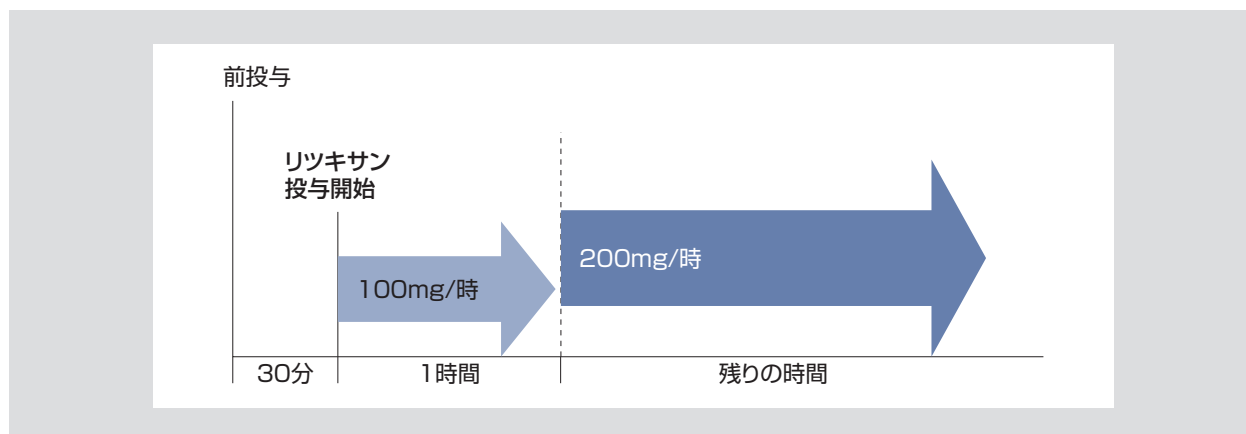 前投与
リツキサン
投与開始
100mg/時
200mg/時
30分
1時間
残りの時間